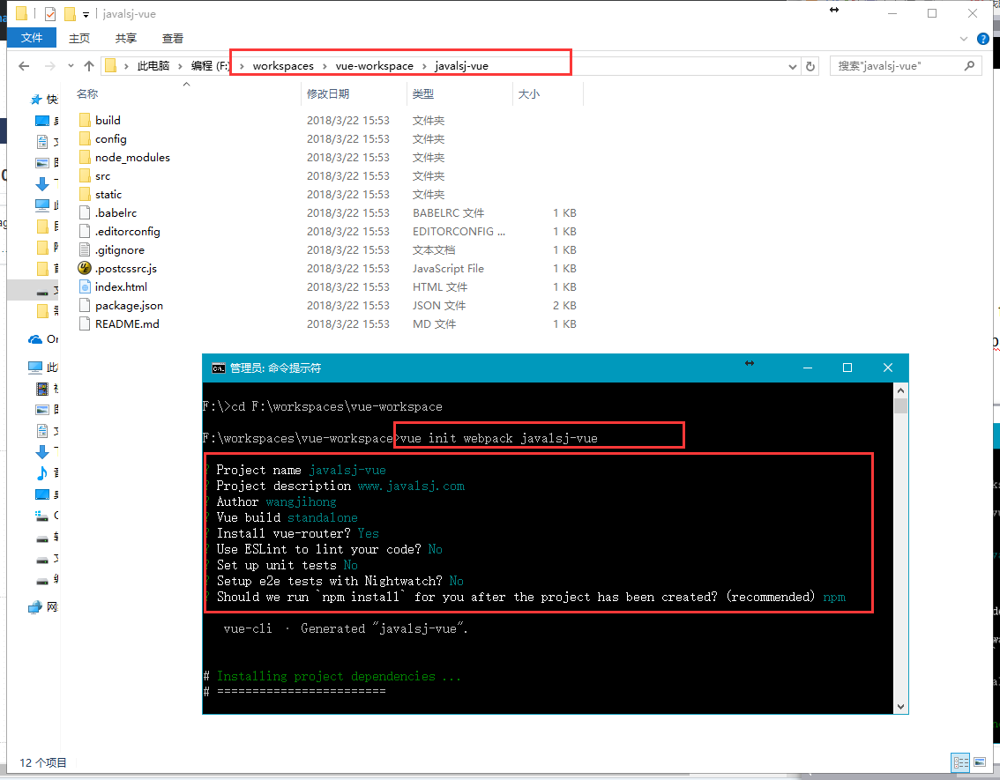 javalsj-vue
文件 主页 共享 查看
此电脑 编程 (F:) workspaces vue-workspace javalsj-vue 搜索"javalsj-vue"
名称 修改日期 类型 大小
build 2018/3/22 15:53 文件夹
config 2018/3/22 15:53 文件夹
node_modules 2018/3/22 15:53 文件夹
src 2018/3/22 15:53 文件夹
static 2018/3/22 15:53 文件夹
.babelrc 2018/3/22 15:53 BABELRC 文件 1 KB
.editorconfig 2018/3/22 15:53 EDITORCONFIG ... 1 KB
.gitignore 2018/3/22 15:53 文本文档 1 KB
.postcssrc.js 2018/3/22 15:53 JavaScript File 1 KB
index.html 2018/3/22 15:53 HTML 文件 1 KB
package.json 2018/3/22 15:53 JSON 文件 2 KB
README.md 2018/3/22 15:53 MD 文件 1 KB
管理员: 命令提示符
F:\>cd F:\workspaces\vue-workspace
F:\workspaces\vue-workspace>vue init webpack javalsj-vue
? Project name javalsj-vue
? Project description www.javalsj.com
? Author wangjihong
? Vue build standalone
? Install vue-router? Yes
? Use ESLint to lint your code? No
? Set up unit tests No
? Setup e2e tests with Nightwatch? No
? Should we run `npm install` for you after the project has been created? (recommended) npm
vue-cli · Generated "javalsj-vue".
# Installing project dependencies ...
# ========================
12 个项目